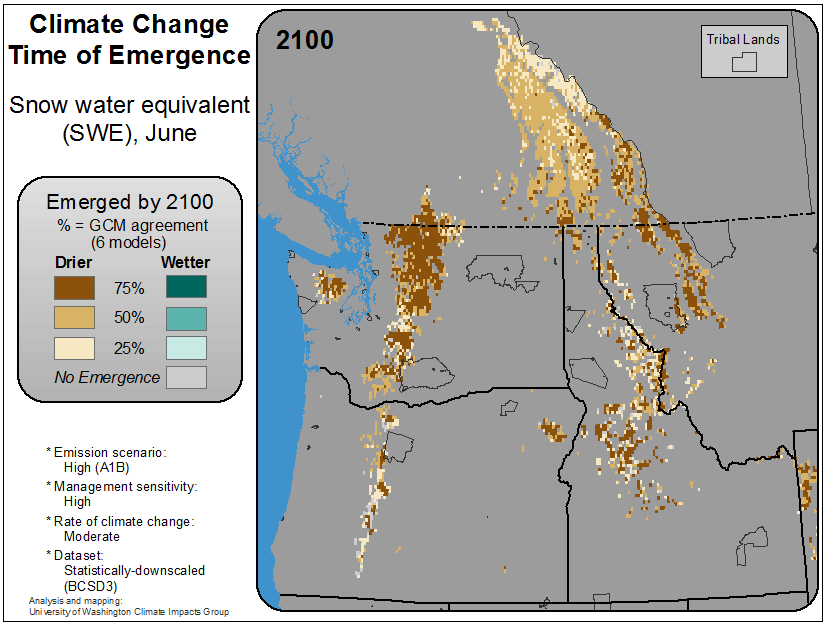 Climate Change
Time of Emergence
Snow water equivalent
(SWE), June
Emerged by 2100
% = GCM agreement
(6 models)
Drier Wetter
75%
50%
25%
No Emergence
* Emission scenario:
High (A1B)
* Management sensitivity:
High
* Rate of climate change:
Moderate
* Dataset:
Statistically-downscaled
(BCSD3)
Analysis and mapping:
University of Washington Climate Impacts Group
2100
Tribal Lands